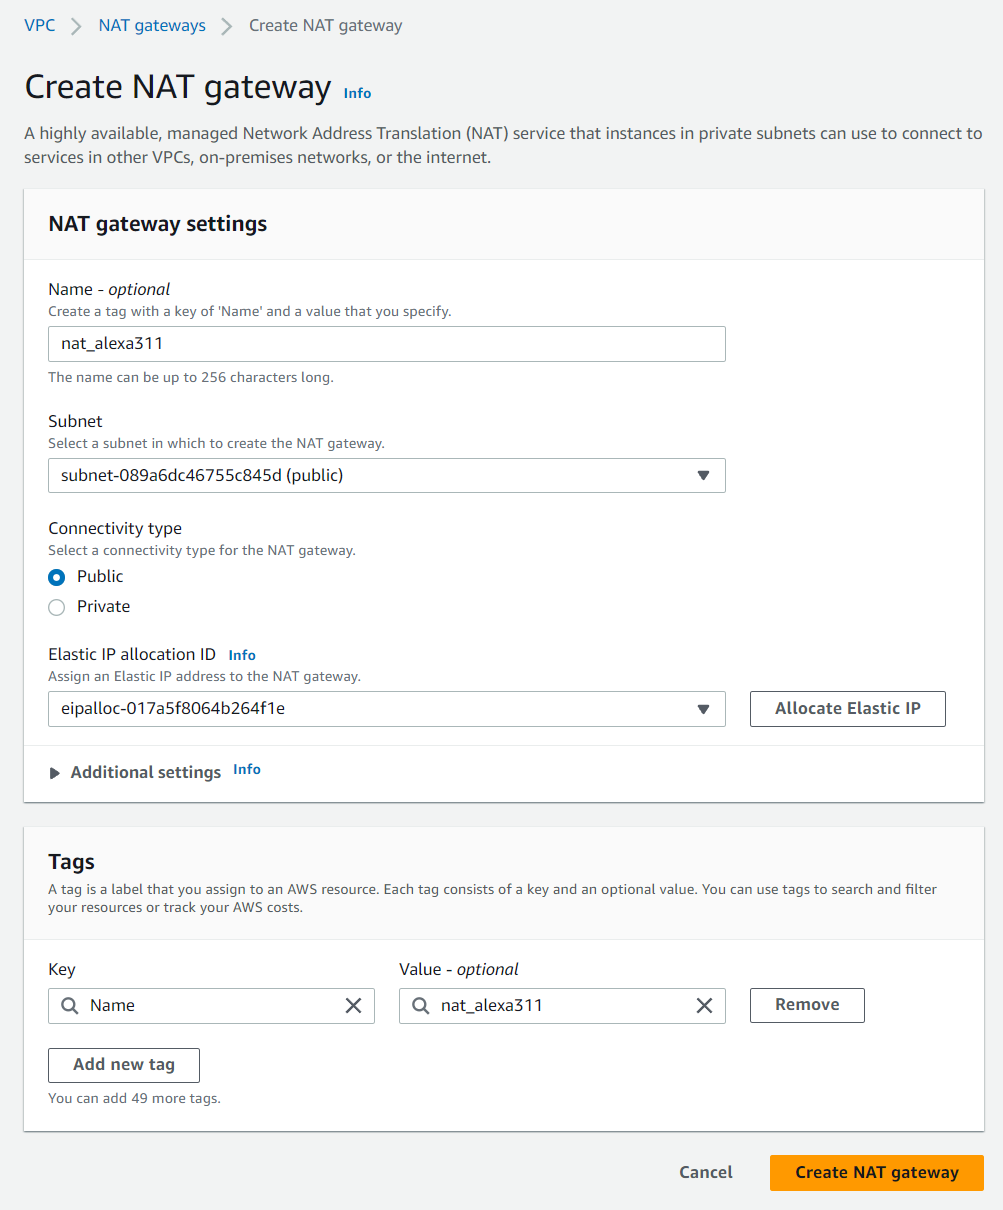 VPC > NAT gateways > Create NAT gateway
Create NAT gateway Info
A highly available, managed Network Address Translation (NAT) service that instances in private subnets can use to connect to
services in other VPCs, on-premises networks, or the internet.
NAT gateway settings
Name - optional
Create a tag with a key of 'Name' and a value that you specify.
nat_alexa311
The name can be up to 256 characters long.
Subnet
Select a subnet in which to create the NAT gateway.
subnet-089a6dc46755c845d (public)
Connectivity type
Select a connectivity type for the NAT gateway.
Public
Private
Elastic IP allocation ID Info
Assign an Elastic IP address to the NAT gateway.
eipalloc-017a5f8064b264f1e
Allocate Elastic IP
Additional settings Info
Tags
A tag is a label that you assign to an AWS resource. Each tag consists of a key and an optional value. You can use tags to search and filter
your resources or track your AWS costs.
Key
Value - optional
Name
nat_alexa311
Remove
Add new tag
You can add 49 more tags.
Cancel
Create NAT gateway